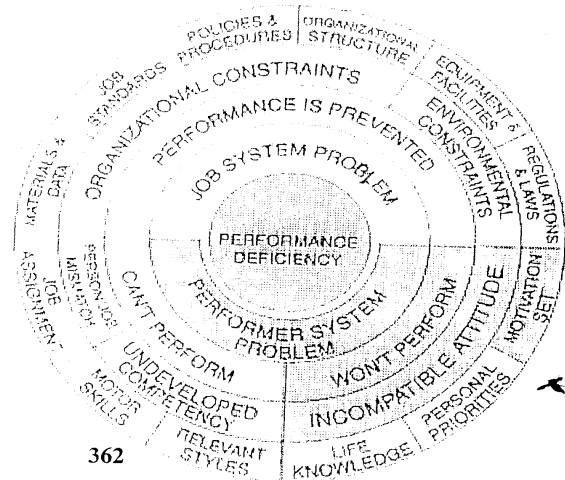 PERFORMANCE
DEFICIENCY
JOB SYSTEM PROBLEM
PERFORMANCE IS PREVENTED
ORGANIZATIONAL CONSTRAINTS
ENVIRONMENTAL
CONSTRAINTS
MATERIALS &
DATA
JOB
STANDARDS
POLICIES &
PROCEDURES
ORGANIZATIONAL
STRUCTURE
EQUIPMENT &
FACILITIES
REGULATIONS
& LAWS
PERFORMER SYSTEM
PROBLEM
CAN'T PERFORM
WON'T PERFORM
PERSON JOB
MISMATCH
UNDEVELOPED
COMPETENCY
INCOMPATIBLE ATTITUDE
JOB
ASSIGNMENT
MOTOR
SKILLS
RELEVANT
STYLES
LIFE
KNOWLEDGE
PERSONAL
PRIORITIES
MOTIVATION
SET
362